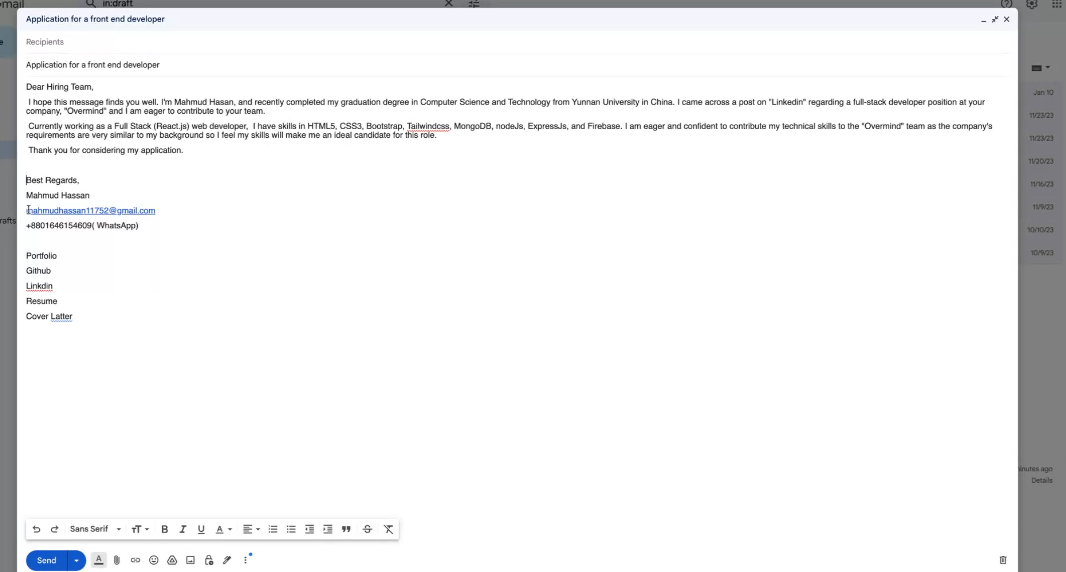 mail
in:draft
Application for a front end developer
Recipients
Application for a front end developer
Dear Hiring Team,
I hope this message finds you well. I'm Mahmud Hasan, and recently completed my graduation degree in Computer Science and Technology from Yunnan University in China. I came across a post on "Linkedin" regarding a full-stack developer position at your
company, "Overmind" and I am eager to contribute to your team.
Currently working as a Full Stack (React.js) web developer, I have skills in HTML5, CSS3, Bootstrap, Tailwindcss, MongoDB, nodeJs, ExpressJs, and Firebase. I am eager and confident to contribute my technical skills to the "Overmind" team as the company's
requirements are very similar to my background so I feel my skills will make me an ideal candidate for this role.
Thank you for considering my application.
Best Regards,
Mahmud Hassan
mahmudhassan11752@gmail.com
+8801646154609( WhatsApp)
Portfolio
Github
Linkdin
Resume
Cover Latter
Jan 10
11/23/23
11/23/23
11/20/23
11/16/23
11/9/23
10/10/23
10/9/23
rafts
minutes ago
Details
Sans Serif
Send